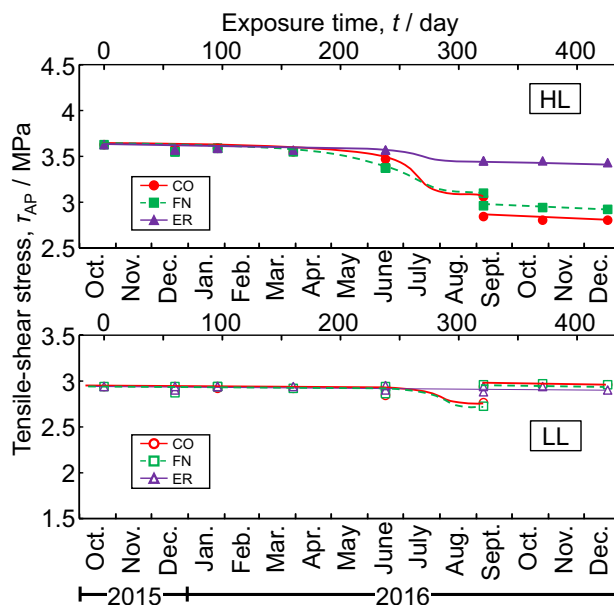 Exposure time, t / day
0 100 200 300 400
Tensile-shear stress, τAP / MPa
4.5
HL
4
3.5
CO
FN
ER
3
2.5
Oct. Nov. Dec. Jan. Feb. Mar. Apr. May June July Aug. Sept. Oct. Nov. Dec.
0 100 200 300 400
3.5
3
2.5
CO
FN
ER
LL
2
1.5
Oct. Nov. Dec. Jan. Feb. Mar. Apr. May June July Aug. Sept. Oct. Nov. Dec.
2015 2016